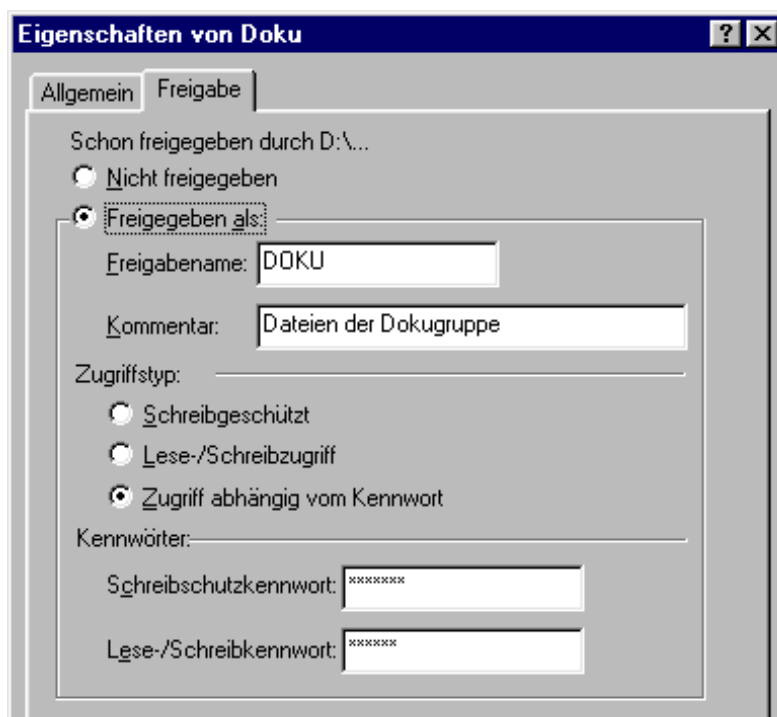 Eigenschaften von Doku
Allgemein Freigabe
Schon freigegeben durch D:\...
Nicht freigegeben
Freigegeben als:
Freigabename: DOKU
Kommentar: Dateien der Dokugruppe
Zugriffstyp:
Schreibgeschützt
Lese-/Schreibzugriff
Zugriff abhängig vom Kennwort
Kennwörter:
Schreibschutzkennwort: *******
Lese-/Schreibkennwort: ******